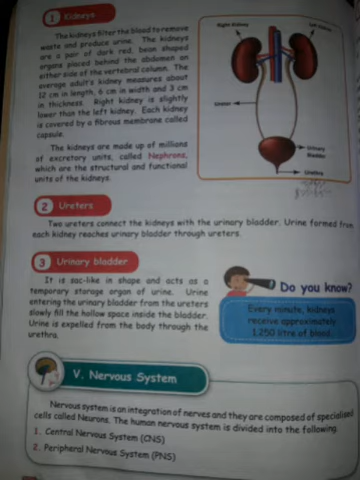 1 Kidneys
The kidneys filter the blood to remove
waste and produce urine. The kidneys
are a pair of dark red, bean shaped
organs placed behind the abdomen on
either side of the vertebral column. The
average adult's kidney measures about
12 cm in length, 6 cm in width and 3 cm
in thickness. Right kidney is slightly
lower than the left kidney. Each kidney
is covered by a fibrous membrane called
capsule.
The kidneys are made up of millions
of excretory units, called Nephrons,
which are the structural and functional
units of the kidneys.
Right Kidney
Left Kidney
Ureter
Urinary
Bladder
Urethra
2 Ureters
Two ureters connect the kidneys with the urinary bladder. Urine formed from
each kidney reaches urinary bladder through ureters.
3 Urinary bladder
It is sac-like in shape and acts as a
temporary storage organ of urine. Urine
entering the urinary bladder from the ureters
slowly fill the hollow space inside the bladder.
Urine is expelled from the body through the
urethra.
Do you know?
Every minute, kidneys
receive approximately
1.250 litre of blood.
V. Nervous System
Nervous system is an integration of nerves and they are composed of specialised
cells called Neurons. The human nervous system is divided into the following.
1. Central Nervous System (CNS)
2. Peripheral Nervous System (PNS)